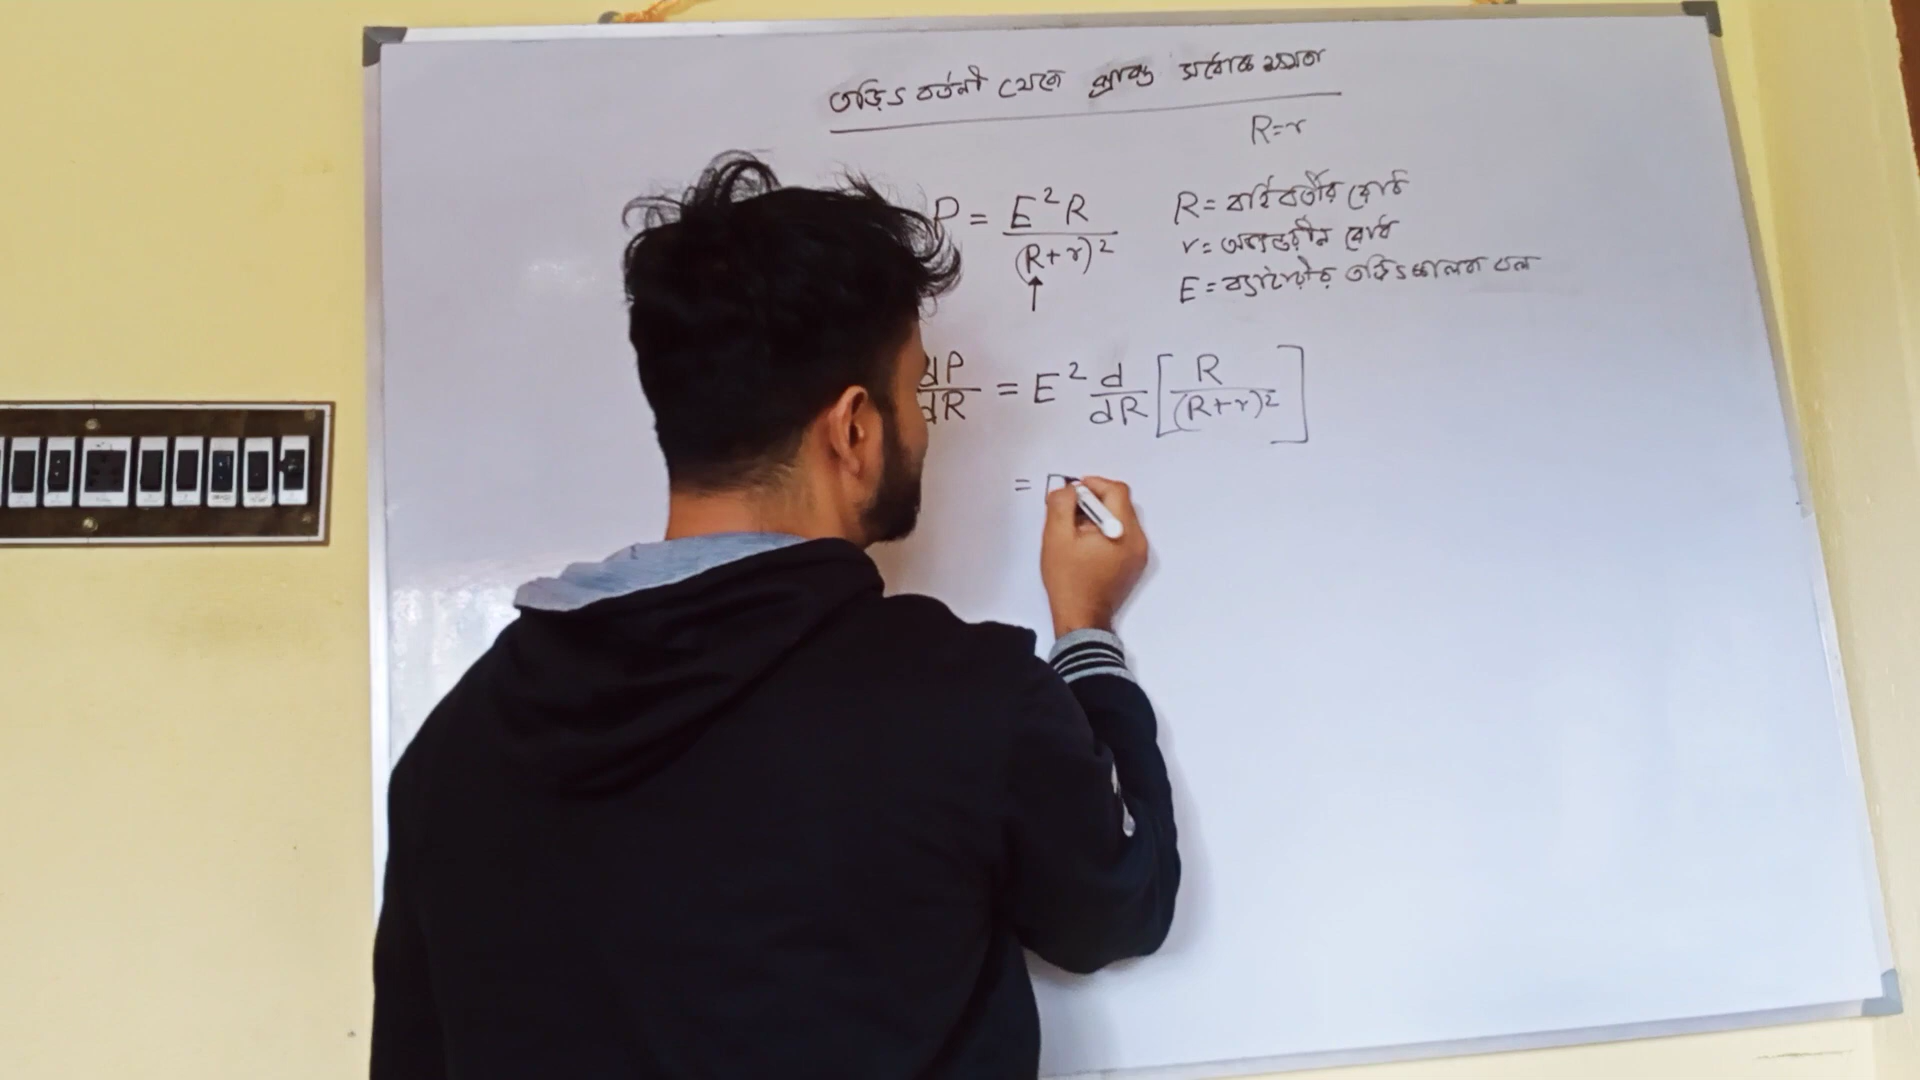 তড়িৎ বর্তনী থেকে প্রাপ্ত সর্বোচ্চ ক্ষমতা
R=r
P = E²R/(R+r)²
R= বহির্বর্তনীর রোধ
r= অভ্যন্তরীন রোধ
E= ব্যাটারীর তড়িৎচ্চালক বল
dP/dR = E² d/dR [R/(R+r)²]
=